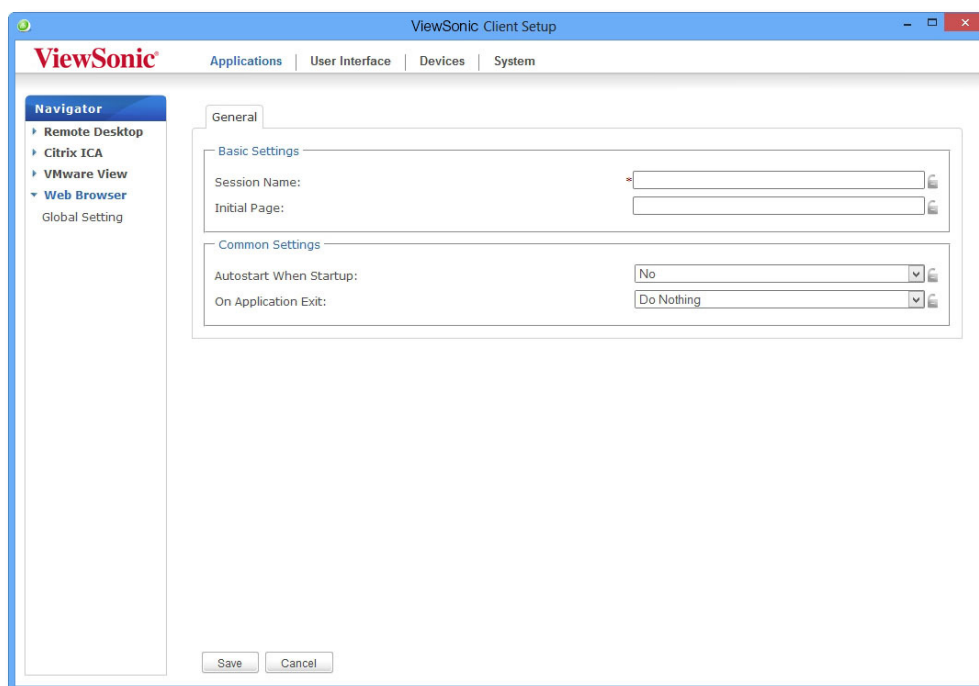 ViewSonic Client Setup
ViewSonic®
Applications | User Interface | Devices | System
Navigator
Remote Desktop
Citrix ICA
VMware View
Web Browser
Global Setting
General
Basic Settings
Session Name: *
Initial Page:
Common Settings
Autostart When Startup: No
On Application Exit: Do Nothing
Save Cancel